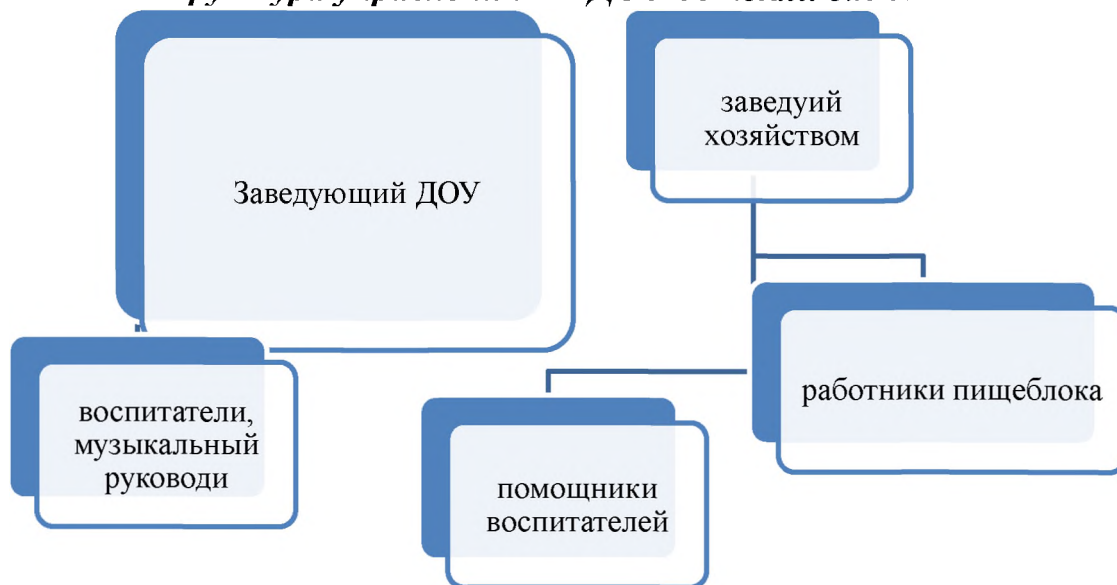 Заведующий ДОУ
заведуий
хозяйством
воспитатели,
музыкальный
руководи
помощники
воспитателей
работники пищеблока